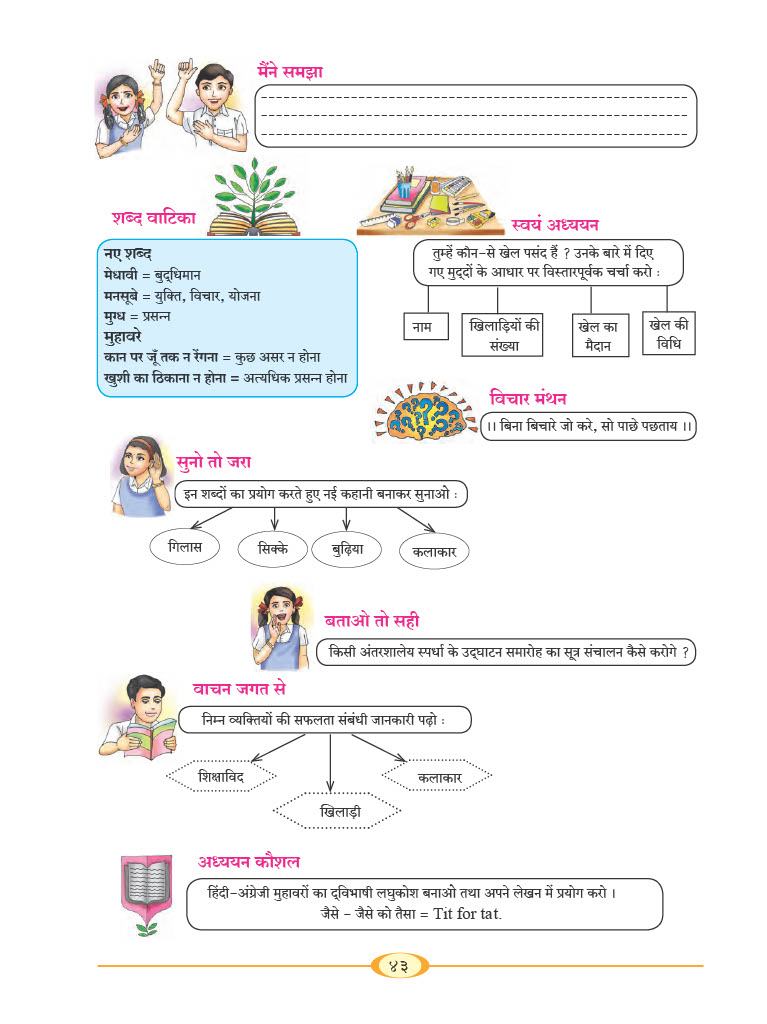 मैंने समझा
शब्द वाटिका
नए शब्द
मेधावी = बुद्‌धिमान
मनसूबे = युक्ति, विचार, योजना
मुग्ध = प्रसन्न
मुहावरे
कान पर जूँ तक न रेंगना = कुछ असर न होना
खुशी का ठिकाना न होना = अत्यधिक प्रसन्न होना
स्वयं अध्ययन
तुम्हें कौन-से खेल पसंद हैं ? उनके बारे में दिए
गए मुद्‌दों के आधार पर विस्तारपूर्वक चर्चा करो :
नाम
खिलाड़ियों की
संख्या
खेल का
मैदान
खेल की
विधि
विचार मंथन
।। बिना बिचारे जो करे, सो पाछे पछताय ।।
सुनो तो जरा
इन शब्दों का प्रयोग करते हुए नई कहानी बनाकर सुनाओ :
गिलास
सिक्के
बुढ़िया
कलाकार
बताओ तो सही
किसी अंतरशालेय स्पर्धा के उद्‌घाटन समारोह का सूत्र संचालन कैसे करोगे ?
वाचन जगत से
निम्न व्यक्तियों की सफलता संबंधी जानकारी पढ़ो :
शिक्षाविद
खिलाड़ी
कलाकार
अध्ययन कौशल
हिंदी-अंग्रेजी मुहावरों का द्‌विभाषी लघुकोश बनाओ तथा अपने लेखन में प्रयोग करो ।
जैसे - जैसे को तैसा = Tit for tat.
४३